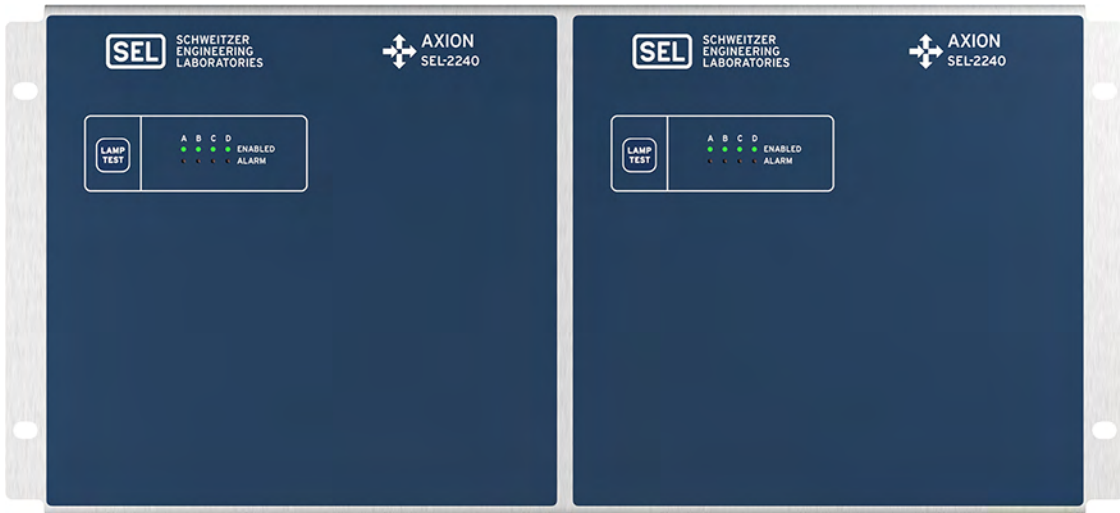 SEL
SCHWEITZER
ENGINEERING
LABORATORIES
AXION
SEL-2240
LAMP
TEST
A B C D
ENABLED
ALARM
SEL
SCHWEITZER
ENGINEERING
LABORATORIES
AXION
SEL-2240
LAMP
TEST
A B C D
ENABLED
ALARM